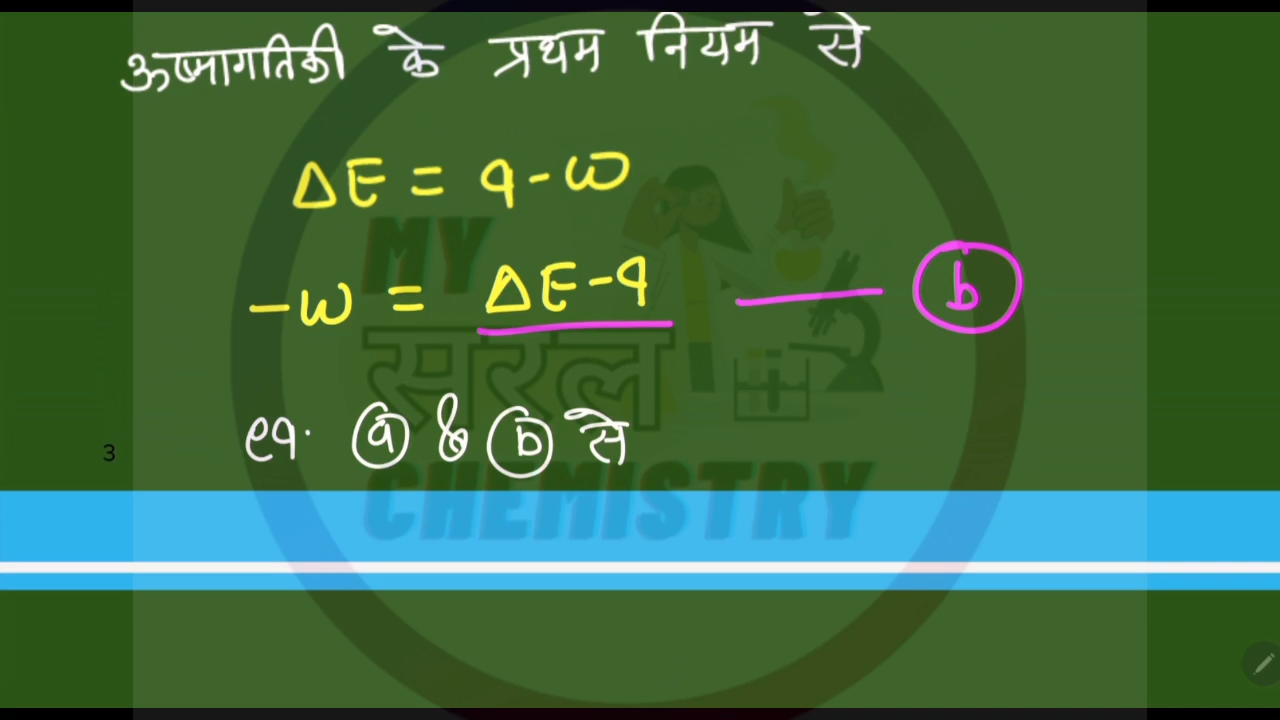 ऊष्मागतिकी के प्रथम नियम से
ΔE = q - w
-w = ΔE - q —— b
MY
सरल
eq. a & b से
3
CHEMISTRY